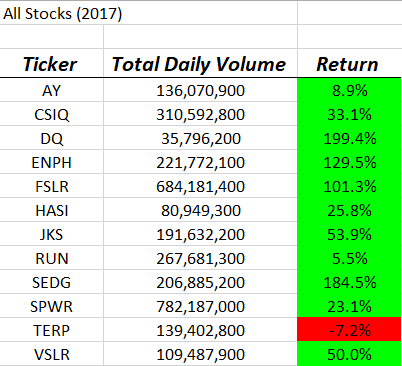 All Stocks (2017)
Ticker Total Daily Volume Return
AY 136,070,900 8.9%
CSIQ 310,592,800 33.1%
DQ 35,796,200 199.4%
ENPH 221,772,100 129.5%
FSLR 684,181,400 101.3%
HASI 80,949,300 25.8%
JKS 191,632,200 53.9%
RUN 267,681,300 5.5%
SEDG 206,885,200 184.5%
SPWR 782,187,000 23.1%
TERP 139,402,800 -7.2%
VSLR 109,487,900 50.0%